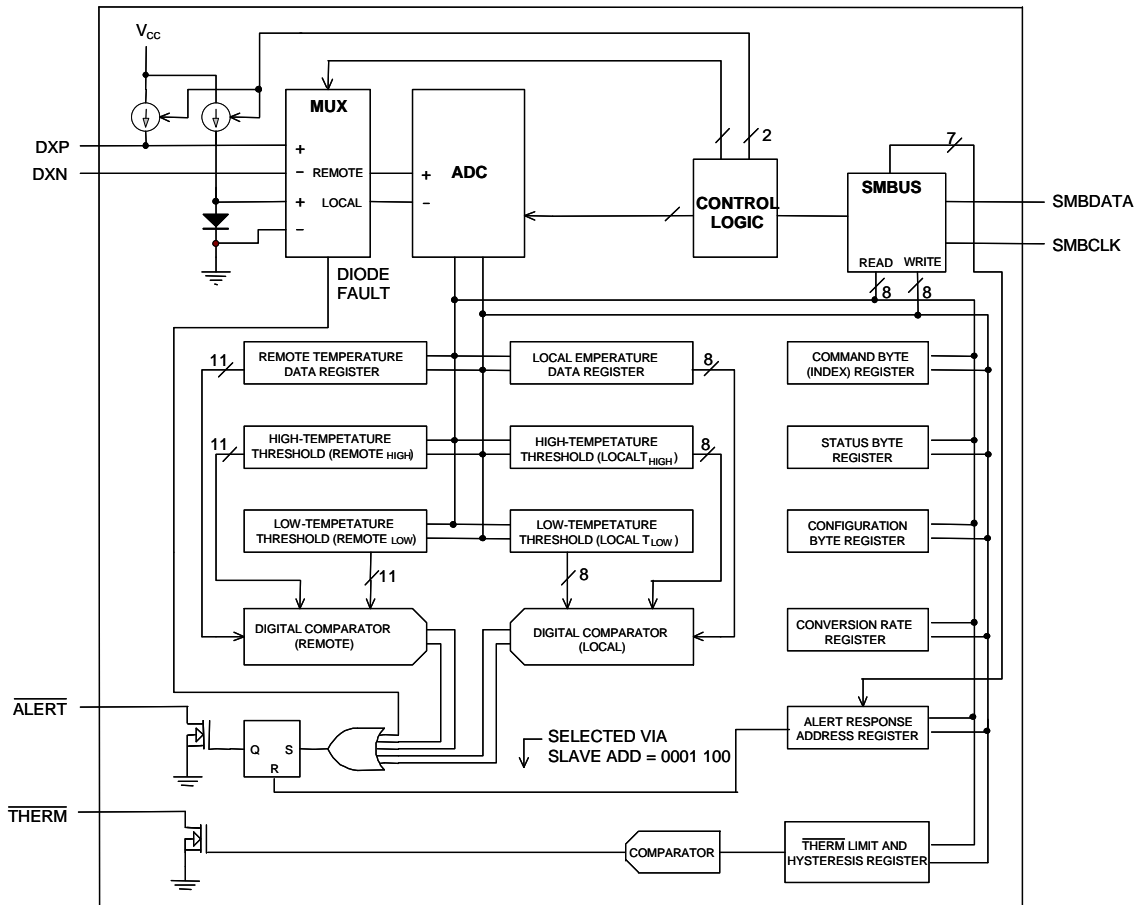 VCC
MUX
ADC
2
7
DXP
DXN
+
- REMOTE
+ LOCAL
-
+
-
CONTROL
LOGIC
SMBUS
READ WRITE
SMBDATA
SMBCLK
DIODE
FAULT
8
8
11
REMOTE TEMPERATURE
DATA REGISTER
LOCAL EMPERATURE
DATA REGISTER
8
COMMAND BYTE
(INDEX) REGISTER
11
HIGH-TEMPETATURE
THRESHOLD (REMOTE HIGH)
HIGH-TEMPETATURE
THRESHOLD (LOCALTHIGH )
8
STATUS BYTE
REGISTER
LOW-TEMPETATURE
THRESHOLD (REMOTE LOW)
LOW-TEMPETATURE
THRESHOLD (LOCAL TLOW )
CONFIGURATION
BYTE REGISTER
11
8
DIGITAL COMPARATOR
(REMOTE)
DIGITAL COMPARATOR
(LOCAL)
CONVERSION RATE
REGISTER
ALERT
Q S
R
SELECTED VIA
SLAVE ADD = 0001 100
ALERT RESPONSE
ADDRESS REGISTER
THERM
COMPARATOR
THERM LIMIT AND
HYSTERESIS REGISTER